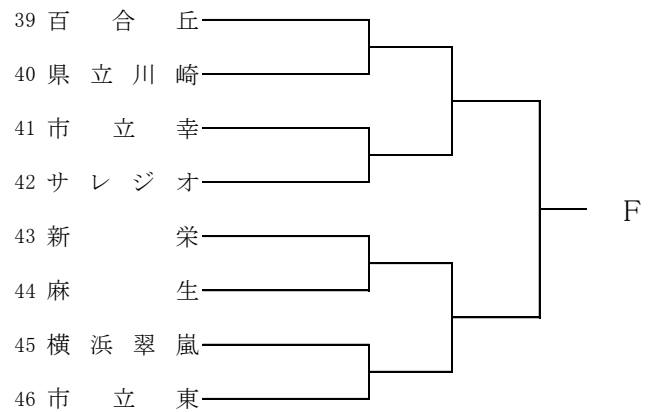 39 百合丘
40 県立川崎
41 市立幸
42 サレジオ
43 新栄
44 麻生
F
45 横浜翠嵐
46 市立東